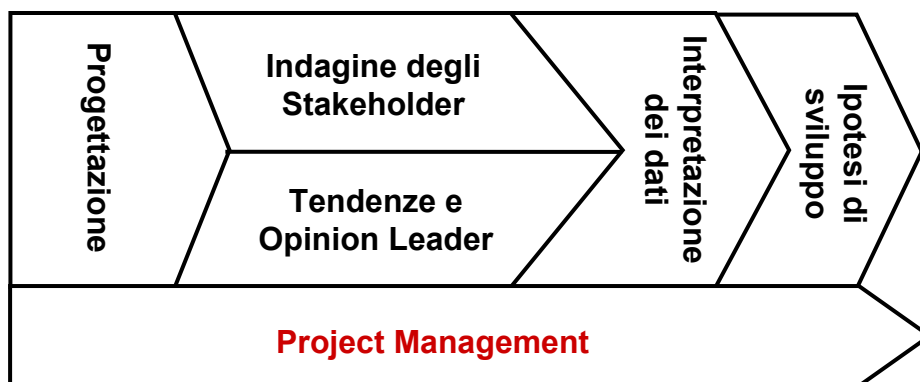 Progettazione
Indagine degli
Stakeholder
Tendenze e
Opinion Leader
Interpretazione
dei dati
Ipotesi di
sviluppo
Project Management